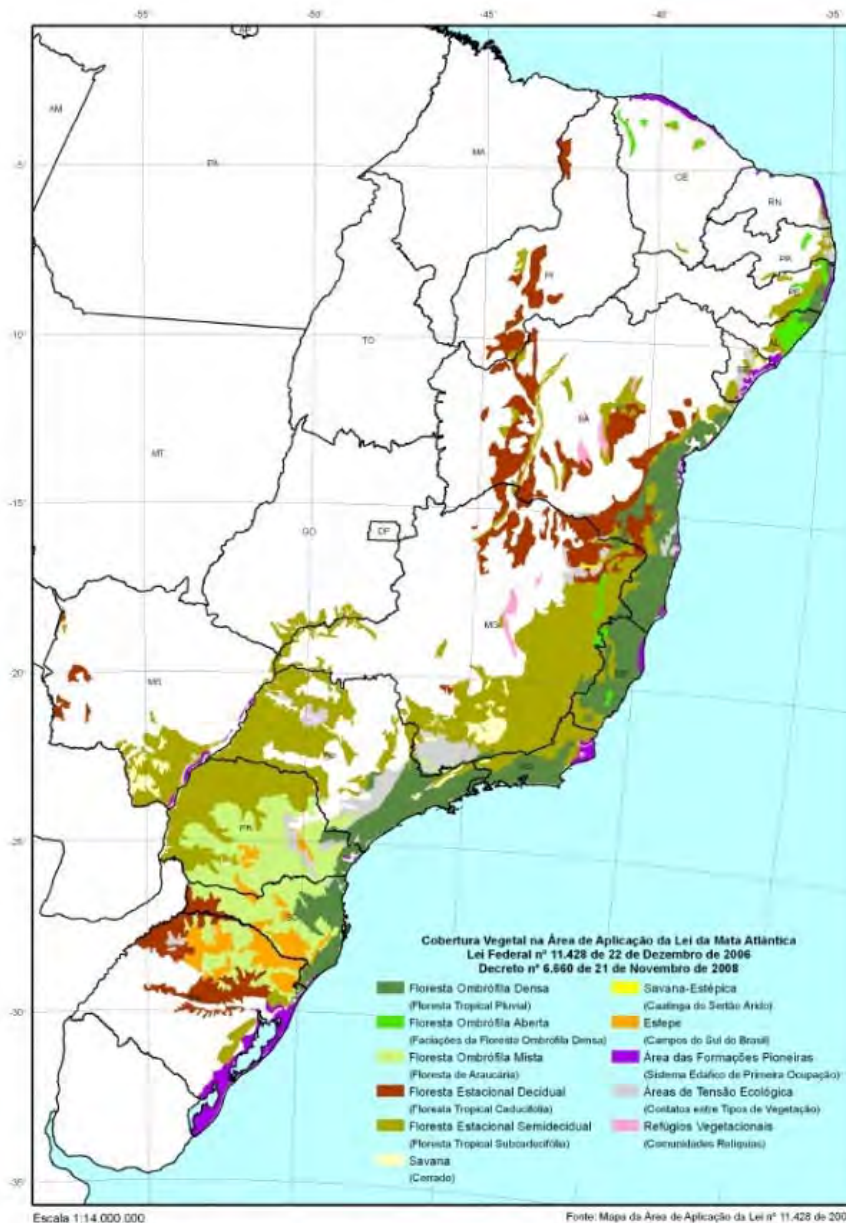 -55
-50
-45
-40
-35
AP
AM
PA
MA
CE
RN
-5
PB
PI
PE
TO
-10
BA
MT
-15
GO
DF
MG
ES
MS
-20
RJ
PR
-25
SC
-30
-35
Cobertura Vegetal na Área de Aplicação da Lei da Mata Atlântica
Lei Federal nº 11.428 de 22 de Dezembro de 2006
Decreto nº 6.660 de 21 de Novembro de 2008
Floresta Ombrófila Densa
(Floresta Tropical Pluvial)
Floresta Ombrófila Aberta
(Faciações da Floresta Ombrófila Densa)
Floresta Ombrófila Mista
(Floresta de Araucária)
Floresta Estacional Decidual
(Floresta Tropical Caducifólia)
Floresta Estacional Semidecidual
(Floresta Tropical Subcaducifólia)
Savana
(Cerrado)
Savana-Estépica
(Caatinga do Sertão Árido)
Estepe
(Campos do Sul do Brasil)
Área das Formações Pioneiras
(Sistema Edáfico de Primeira Ocupação)
Áreas de Tensão Ecológica
(Contatos entre Tipos de Vegetação)
Refúgios Vegetacionais
(Comunidades Relíquias)
Escala 1:14.000.000
Fonte: Mapa da Área de Aplicação da Lei nº 11.428 de 200